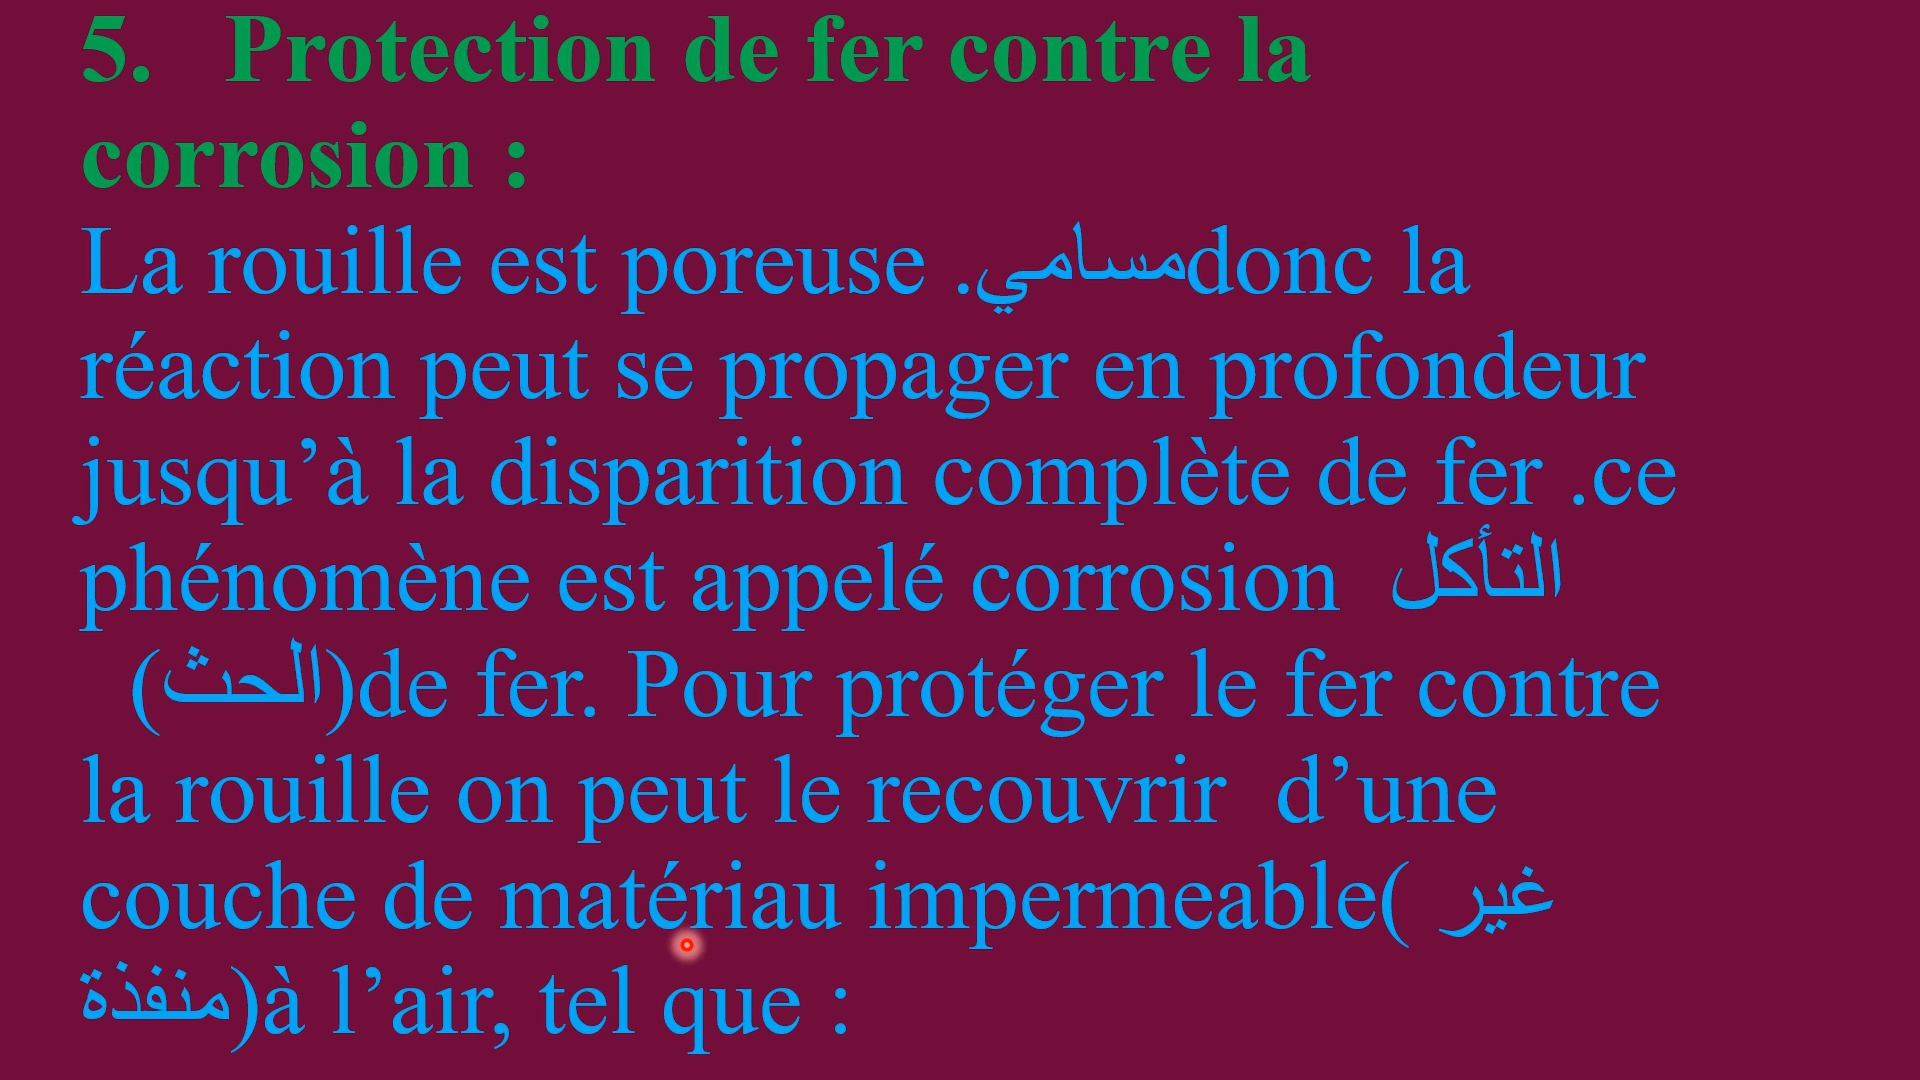 5. Protection de fer contre la
corrosion :
La rouille est poreuse .مساميdonc la
réaction peut se propager en profondeur
jusqu’à la disparition complète de fer .ce
phénomène est appelé corrosion التأكل
(الحث)de fer. Pour protéger le fer contre
la rouille on peut le recouvrir d’une
couche de matériau impermeable( غير
منفذة)à l’air, tel que :